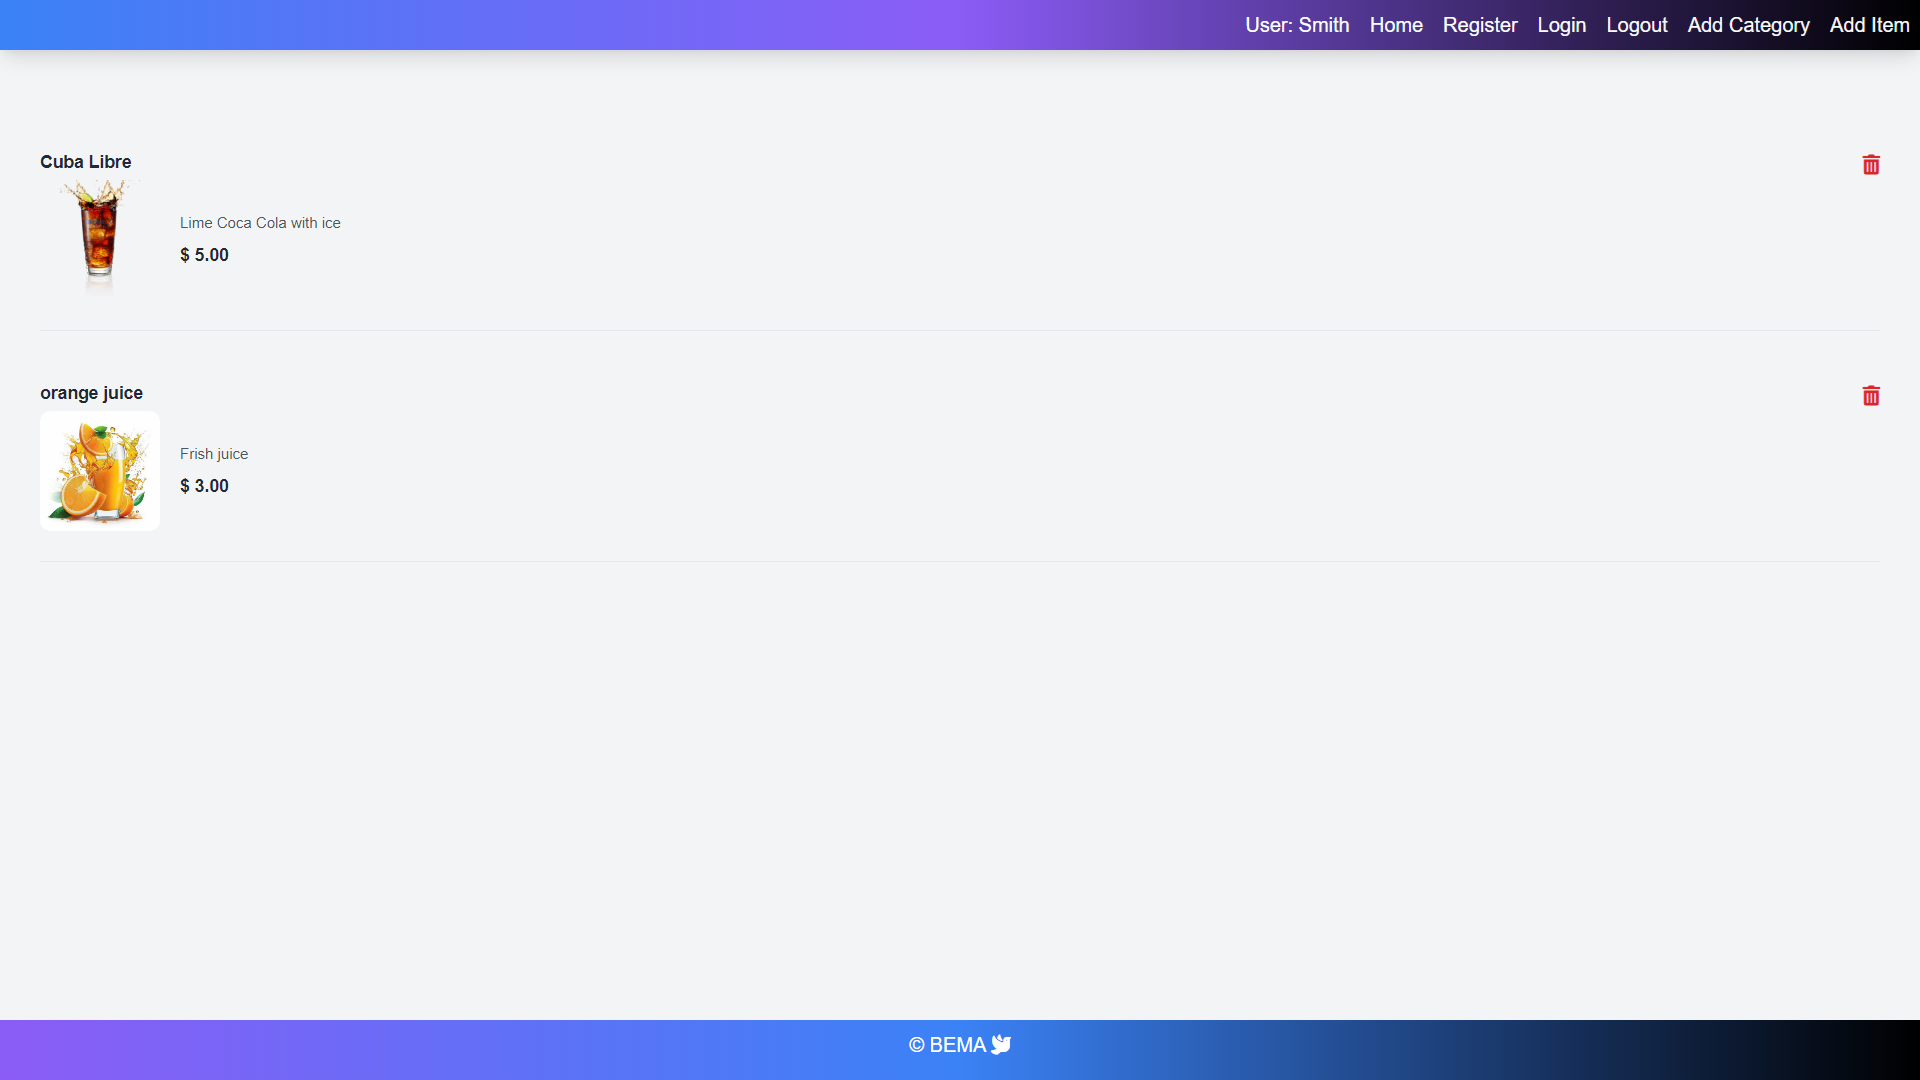 User: Smith Home Register Login Logout Add Category Add Item
Cuba Libre
Lime Coca Cola with ice
$ 5.00
orange juice
Frish juice
$ 3.00
© BEMA